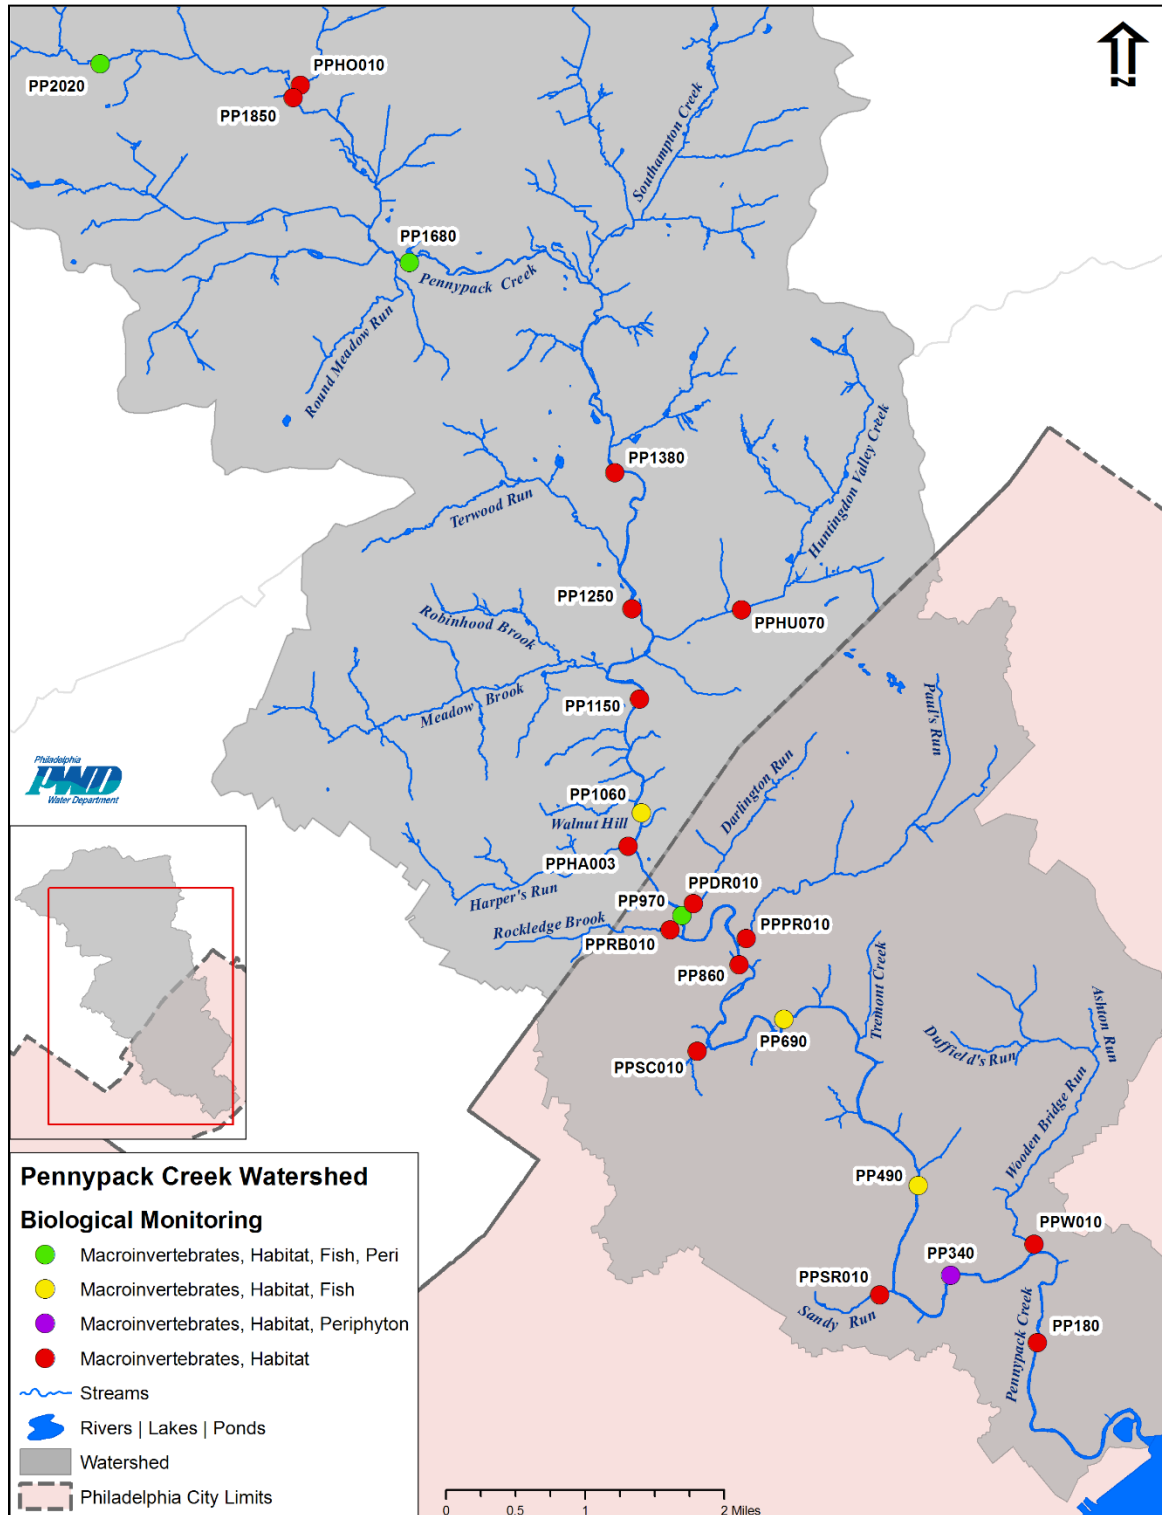 N
PPHO010
PP2020
PP1850
Southampton Creek
PP1680
Pennypack Creek
Round Meadow Run
PP1380
Huntingdon Valley Creek
Terwood Run
PP1250
PPHU070
Robinhood Brook
Meadow Brook
PP1150
Paul's Run
Philadelphia
PWD
Water Department
Darlington Run
PP1060
Walnut Hill
PPHA003
PPDR010
Harper's Run
PP970
Rockledge Brook
PPPR010
PPRB010
PP860
Tremont Creek
Ashton Run
PP690
Duffield's Run
PPSC010
Wooden Bridge Run
PP490
PPW010
PP340
PPSR010
Sandy Run
Pennypack Creek
PP180
Pennypack Creek Watershed
Biological Monitoring
Macroinvertebrates, Habitat, Fish, Peri
Macroinvertebrates, Habitat, Fish
Macroinvertebrates, Habitat, Periphyton
Macroinvertebrates, Habitat
Streams
Rivers | Lakes | Ponds
Watershed
Philadelphia City Limits
0 0.5 1 2 Miles